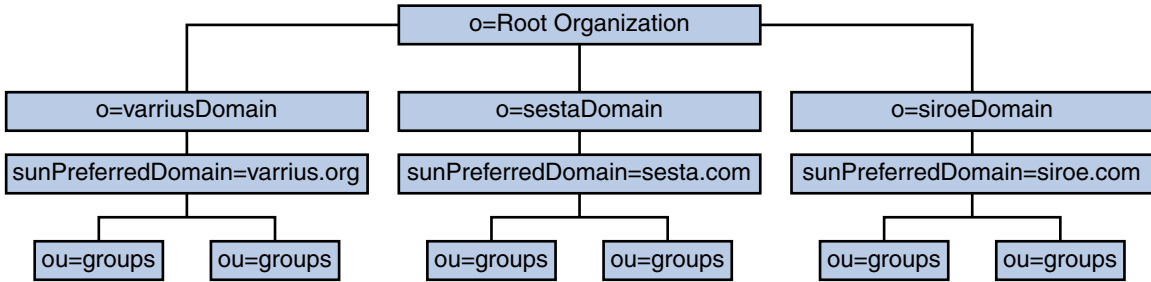 o=Root Organization
o=varriusDomain
o=sestaDomain
o=siroeDomain
sunPreferredDomain=varrius.org
sunPreferredDomain=sesta.com
sunPreferredDomain=siroe.com
ou=groups
ou=groups
ou=groups
ou=groups
ou=groups
ou=groups